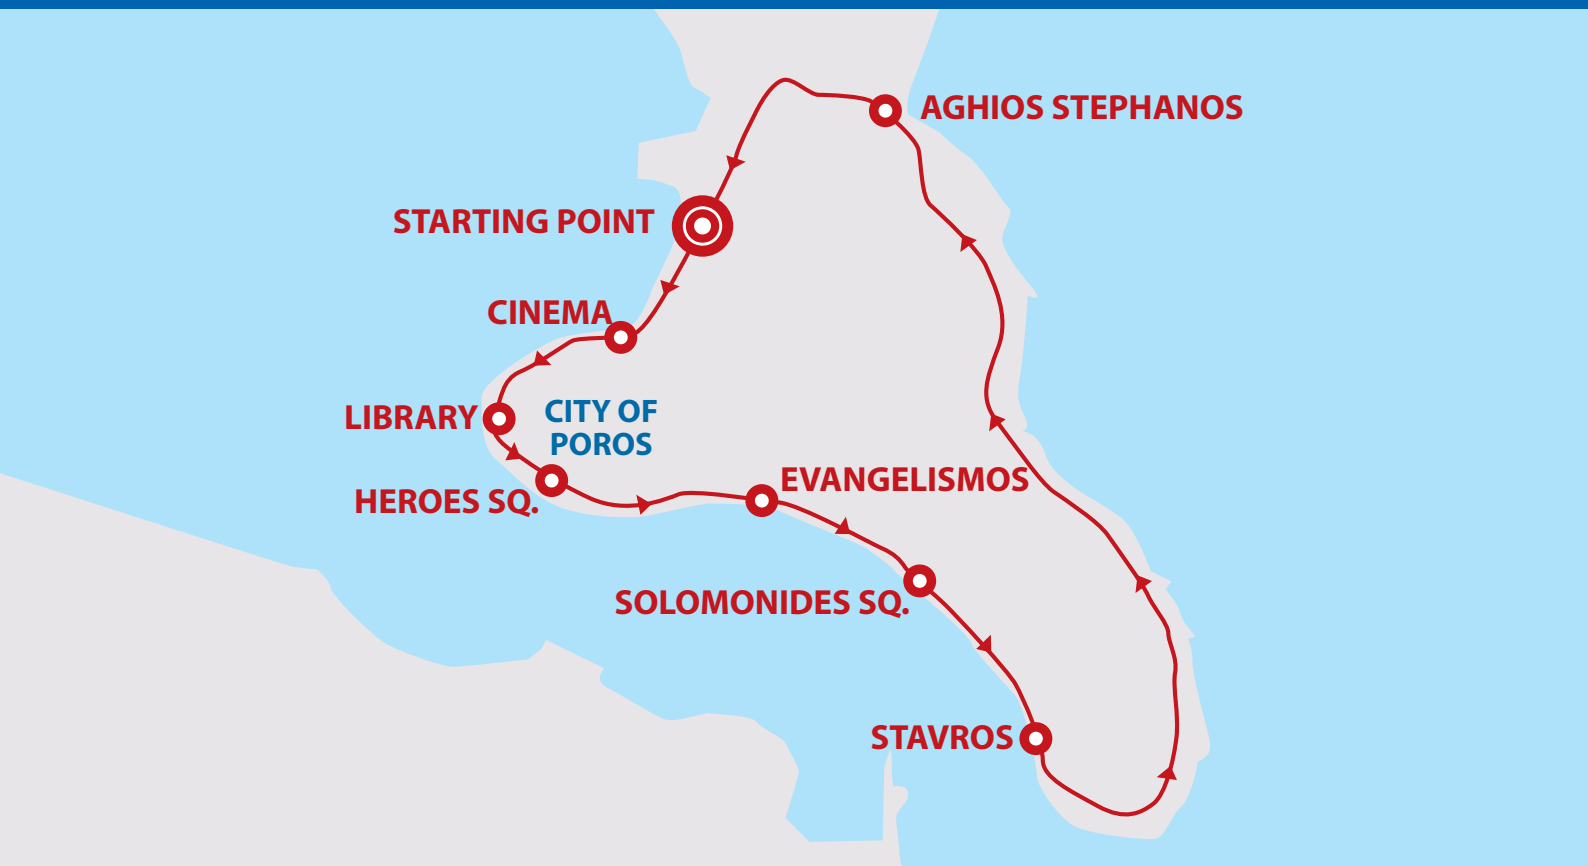 AGHIOS STEPHANOS
STARTING POINT
CINEMA
LIBRARY
CITY OF
POROS
HEROES SQ.
EVANGELISMOS
SOLOMONIDES SQ.
STAVROS